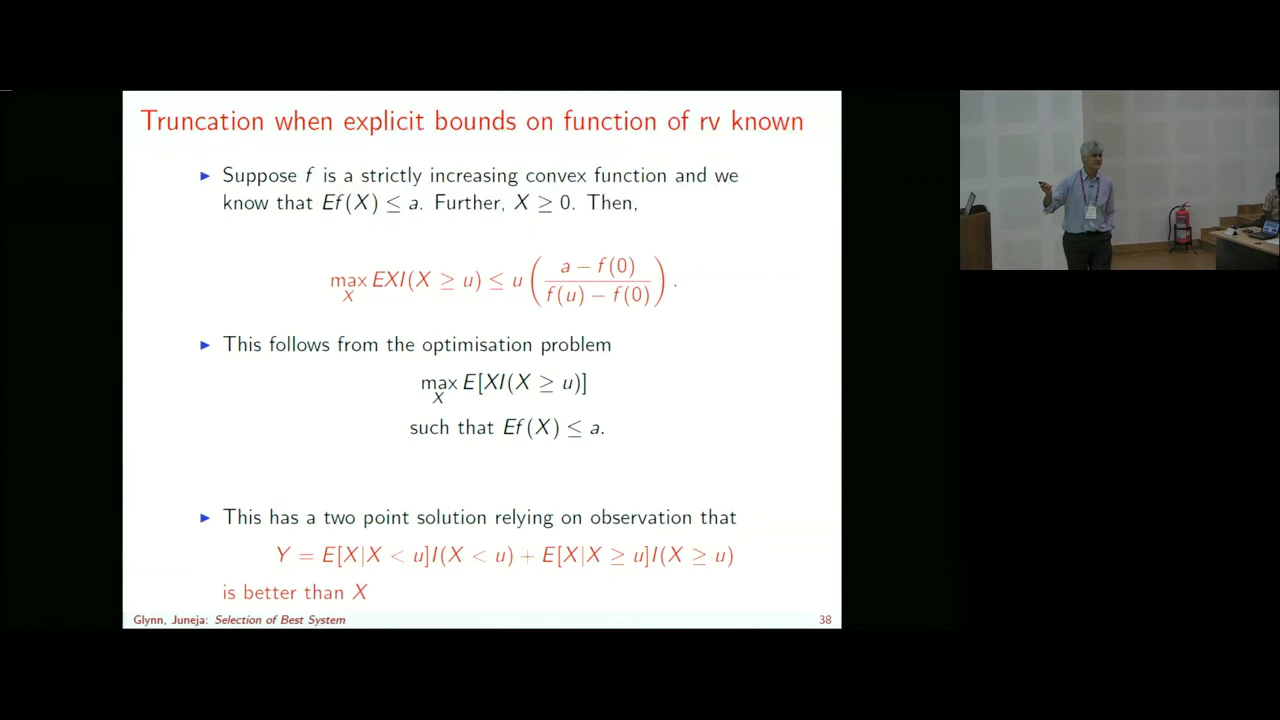 Truncation when explicit bounds on function of rv known
▶ Suppose f is a strictly increasing convex function and we
know that Ef(X) ≤ a. Further, X ≥ 0. Then,
max_X EXI(X ≥ u) ≤ u ( (a − f(0)) / (f(u) − f(0)) ).
▶ This follows from the optimisation problem
max_X E[XI(X ≥ u)]
such that Ef(X) ≤ a.
▶ This has a two point solution relying on observation that
Y = E[X|X < u]I(X < u) + E[X|X ≥ u]I(X ≥ u)
is better than X
Glynn, Juneja: Selection of Best System 38